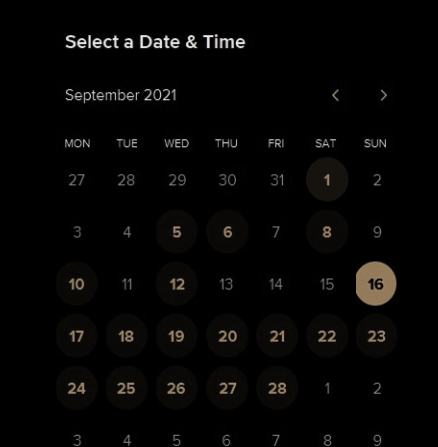 Select a Date & Time
September 2021
MON TUE WED THU FRI SAT SUN
27 28 29 30 31 1 2
3 4 5 6 7 8 9
10 11 12 13 14 15 16
17 18 19 20 21 22 23
24 25 26 27 28 1 2
3 4 5 6 7 8 9